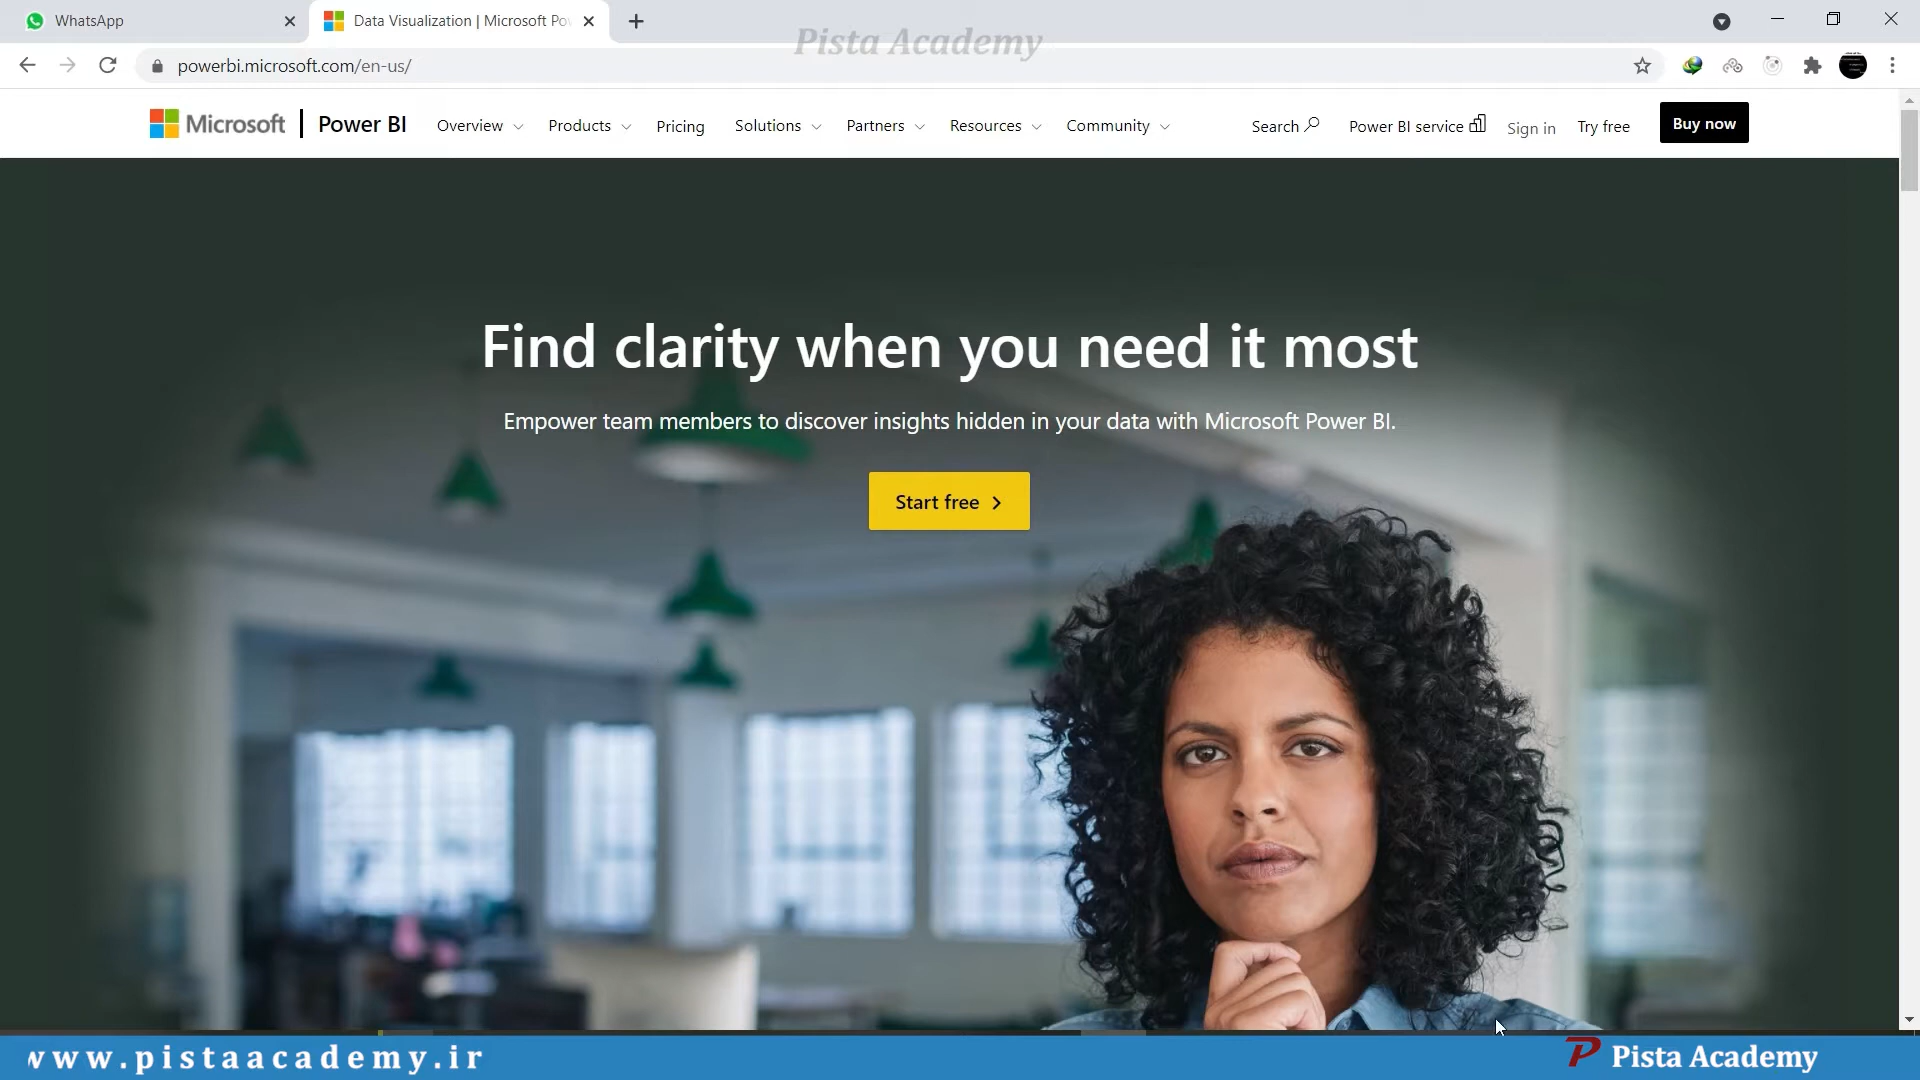 WhatsApp
Data Visualization | Microsoft Po
Pista Academy
powerbi.microsoft.com/en-us/
Microsoft | Power BI Overview Products Pricing Solutions Partners Resources Community Search Power BI service Sign in Try free Buy now
Find clarity when you need it most
Empower team members to discover insights hidden in your data with Microsoft Power BI.
Start free
www.pistaacademy.ir
Pista Academy